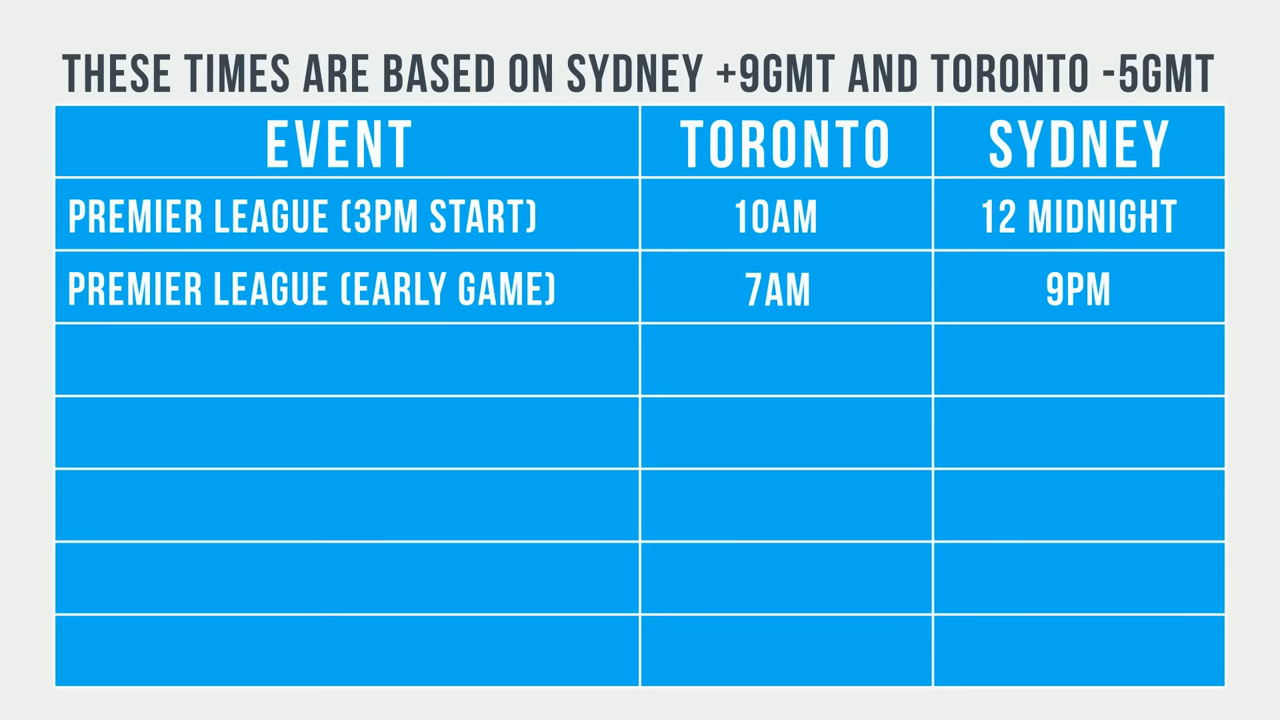 THESE TIMES ARE BASED ON SYDNEY +9GMT AND TORONTO -5GMT
EVENT TORONTO SYDNEY
PREMIER LEAGUE (3PM START) 10AM 12 MIDNIGHT
PREMIER LEAGUE (EARLY GAME) 7AM 9PM